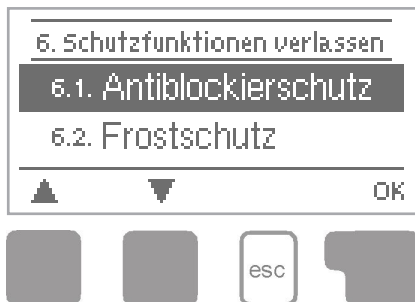 6. Schutzfunktionen verlassen
6.1. Antiblockierschutz
6.2. Frostschutz
▲ ▼ OK
esc